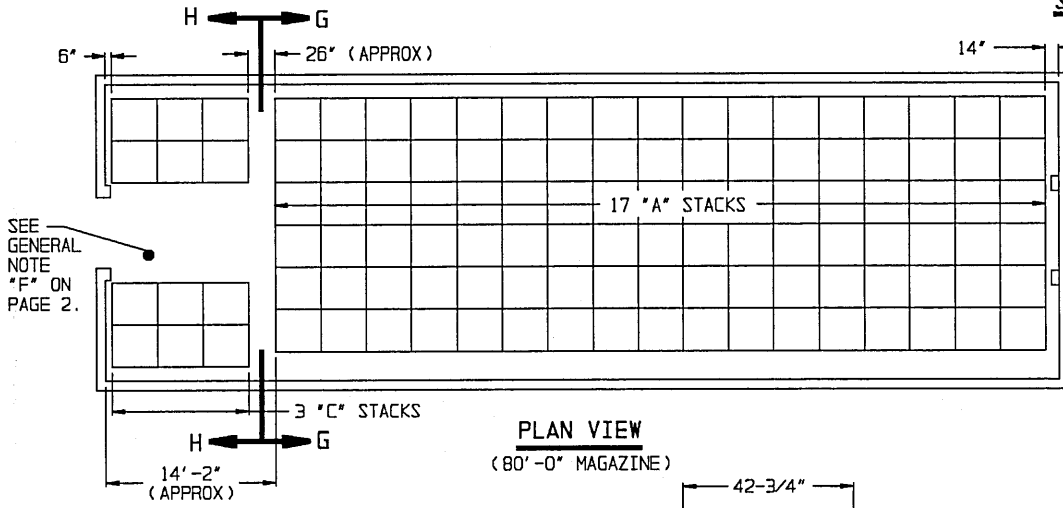 H G
6" 26" (APPROX) 14"
17 "A" STACKS
SEE
GENERAL
NOTE
"F" ON
PAGE 2.
3 "C" STACKS
H G
PLAN VIEW
(80'-0" MAGAZINE)
14'-2"
(APPROX)
42-3/4"